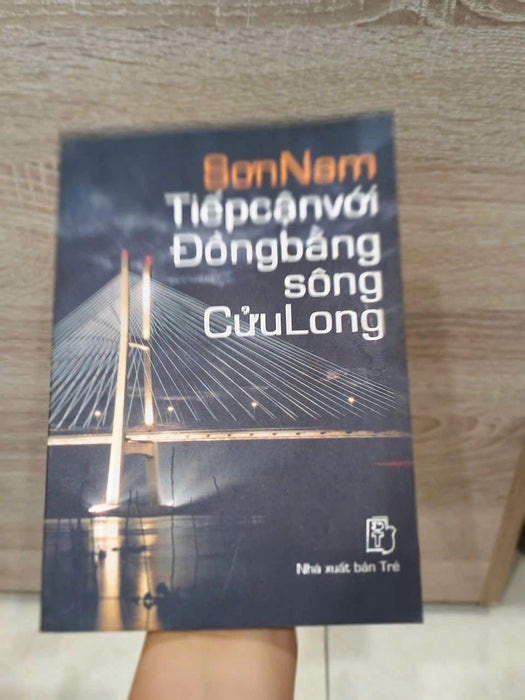 SơnNam
Tiếpcậnvới
Đồngbằng
sông
CửuLong
Nhà xuất bản Trẻ